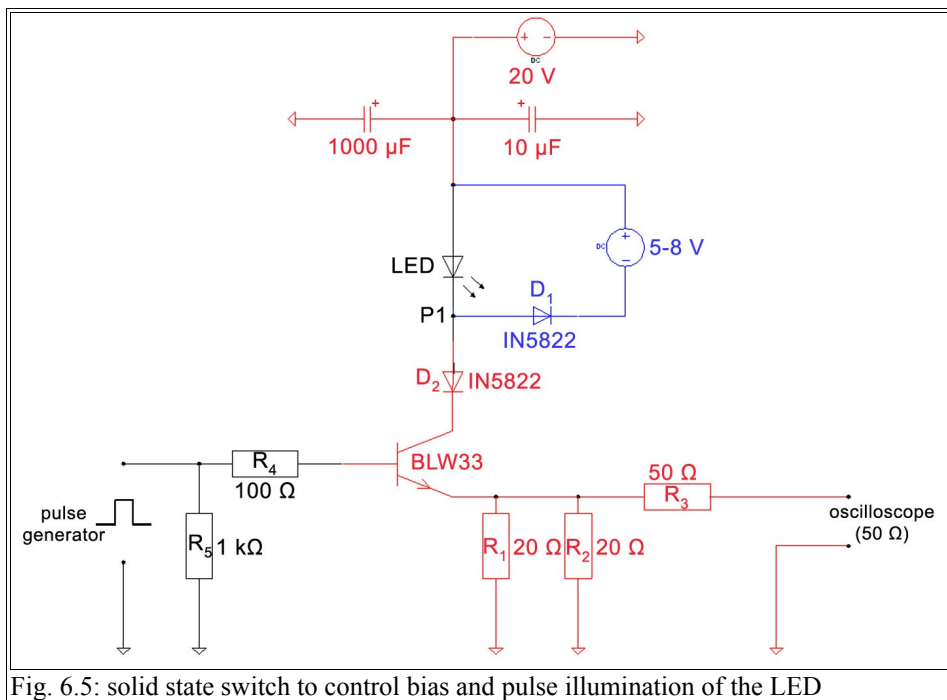 + -
DC
20 V
+ +
1000 µF 10 µF
+
DC 5-8 V
-
LED
D1
P1
IN5822
D2 IN5822
BLW33
R4
100 Ω
50 Ω
R3
pulse
generator
R5 1 kΩ
R1 20 Ω R2 20 Ω
oscilloscope
(50 Ω)
Fig. 6.5: solid state switch to control bias and pulse illumination of the LED